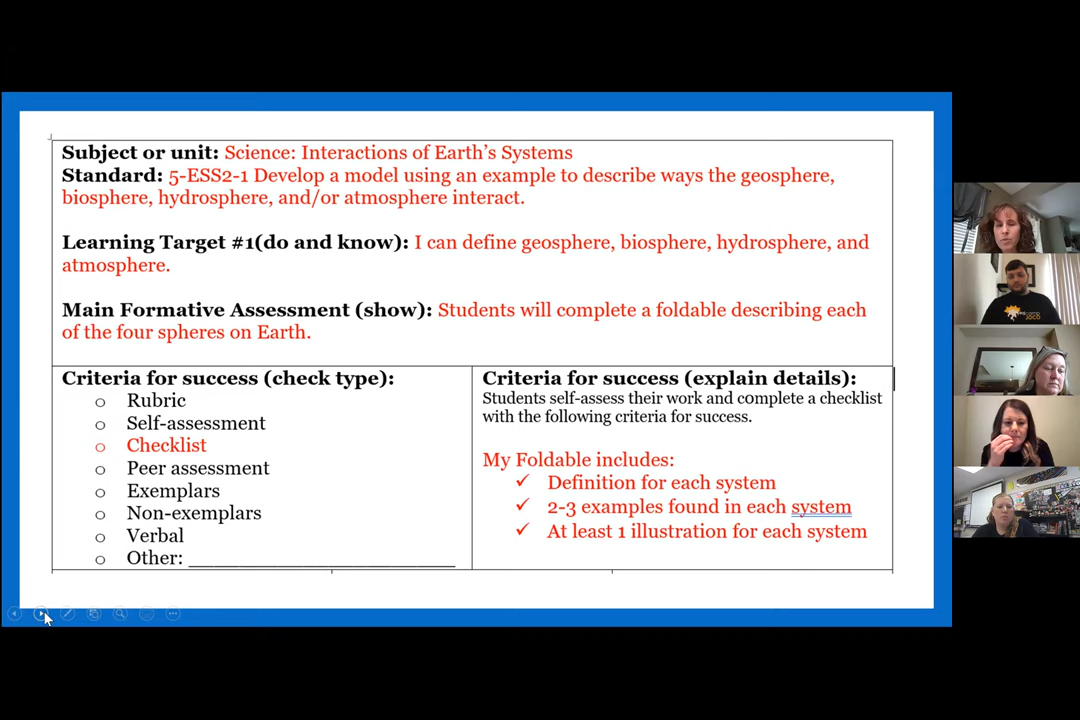 Subject or unit: Science: Interactions of Earth's Systems
Standard: 5-ESS2-1 Develop a model using an example to describe ways the geosphere,
biosphere, hydrosphere, and/or atmosphere interact.
Learning Target #1(do and know): I can define geosphere, biosphere, hydrosphere, and
atmosphere.
Main Formative Assessment (show): Students will complete a foldable describing each
of the four spheres on Earth.
Criteria for success (check type):
o Rubric
o Self-assessment
o Checklist
o Peer assessment
o Exemplars
o Non-exemplars
o Verbal
o Other: ___________________________
Criteria for success (explain details):
Students self-assess their work and complete a checklist
with the following criteria for success.
My Foldable includes:
✓ Definition for each system
✓ 2-3 examples found in each system
✓ At least 1 illustration for each system